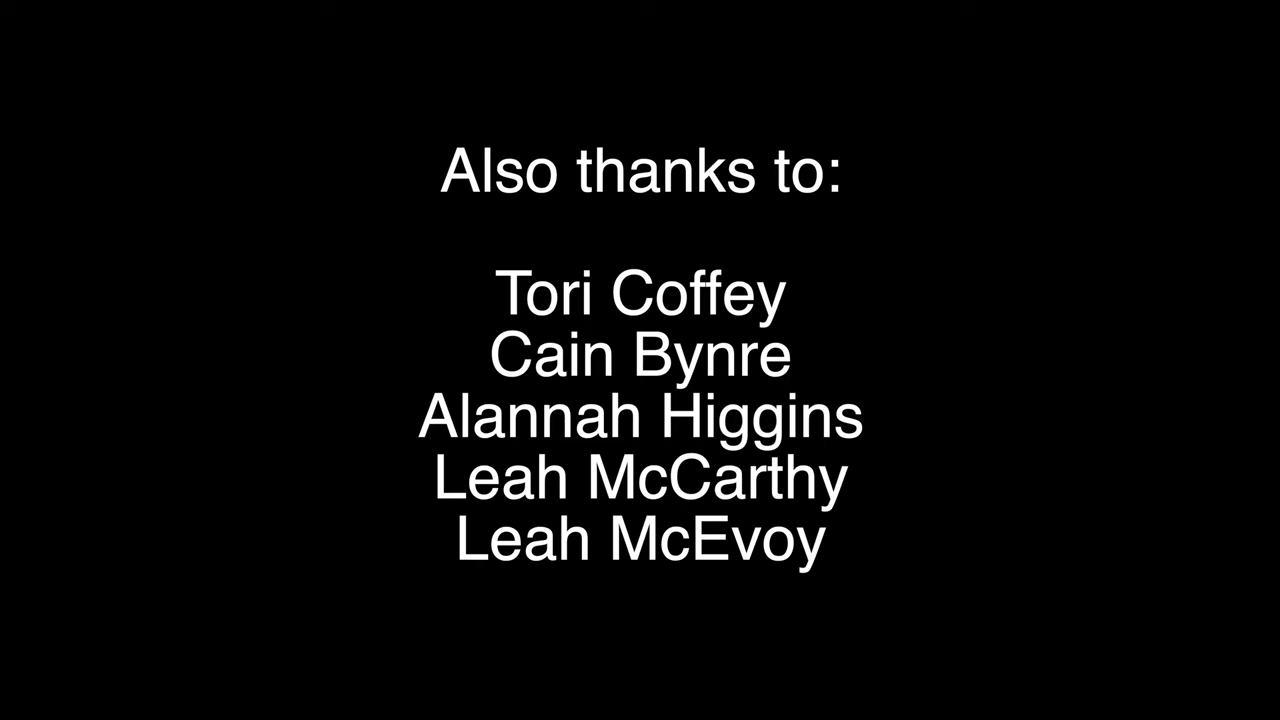 Also thanks to:
Tori Coffey
Cain Bynre
Alannah Higgins
Leah McCarthy
Leah McEvoy